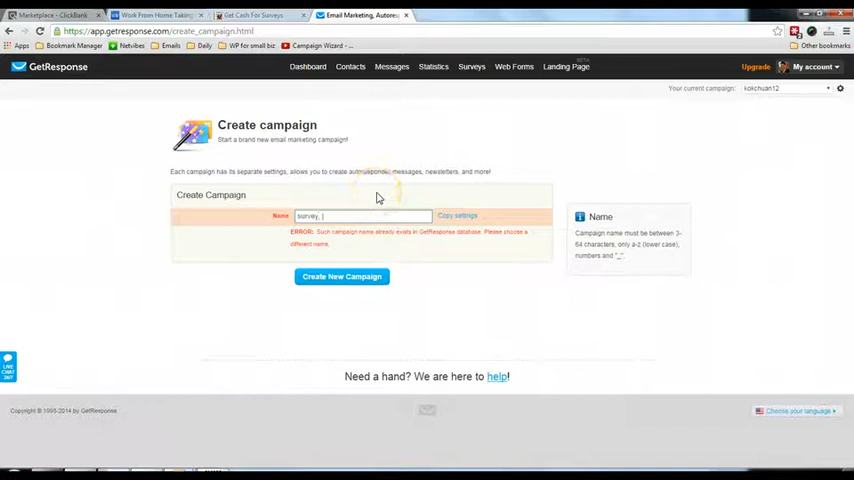 Marketplace - ClickBank
Work From Home Taking
Get Cash For Surveys
Email Marketing, Autores
https://app.getresponse.com/create_campaign.html
Apps Bookmark Manager Netvibes Emails Daily WP for small biz Campaign Wizard - ... Other bookmarks
GetResponse Dashboard Contacts Messages Statistics Surveys Web Forms Landing Page BETA Upgrade My account
Your current campaign: kokchuan12
Create campaign
Start a brand new email marketing campaign!
Each campaign has its separate settings, allows you to create autoresponder messages, newsletters, and more!
Create Campaign
Name survey, Copy settings
ERROR: Such campaign name already exists in GetResponse database. Please choose a
different name.
Create New Campaign
Name
Campaign name must be between 3-
64 characters, only a-z (lower case),
numbers and "_".
LIVE
CHAT
24/7
Need a hand? We are here to help!
Copyright © 1998-2014 by GetResponse
Choose your language